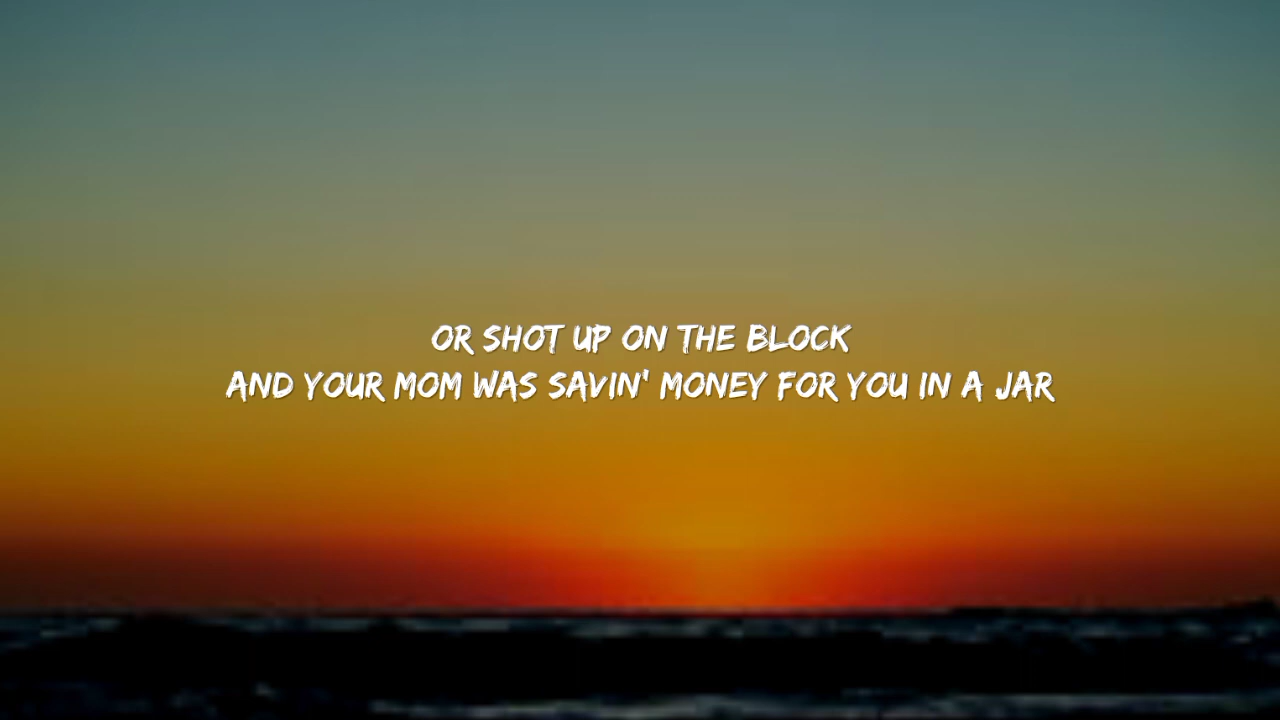 OR SHOT UP ON THE BLOCK
AND YOUR MOM WAS SAVIN' MONEY FOR YOU IN A JAR